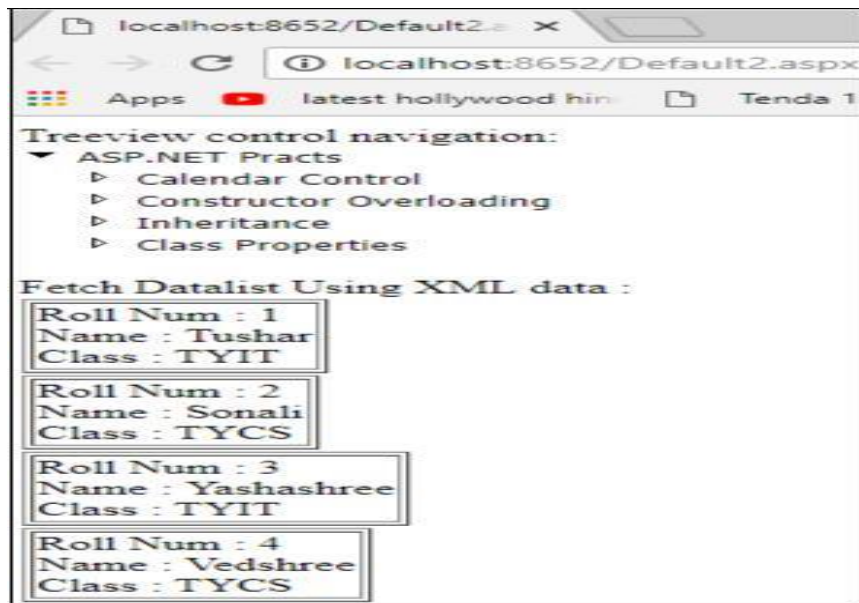 localhost:8652/Default2.a
localhost:8652/Default2.aspx
Apps latest hollywood hin Tenda 1
Treeview control navigation:
ASP.NET Practs
Calendar Control
Constructor Overloading
Inheritance
Class Properties
Fetch Datalist Using XML data :
Roll Num : 1
Name : Tushar
Class : TYIT
Roll Num : 2
Name : Sonali
Class : TYCS
Roll Num : 3
Name : Yashashree
Class : TYIT
Roll Num : 4
Name : Vedshree
Class : TYCS